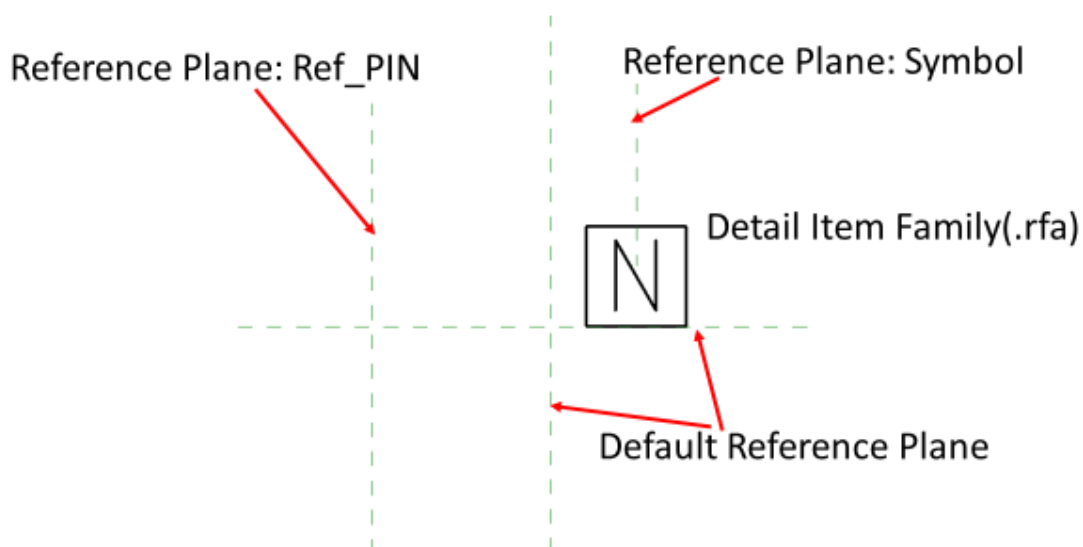 Reference Plane: Ref_PIN
Reference Plane: Symbol
Detail Item Family(.rfa)
N
Default Reference Plane